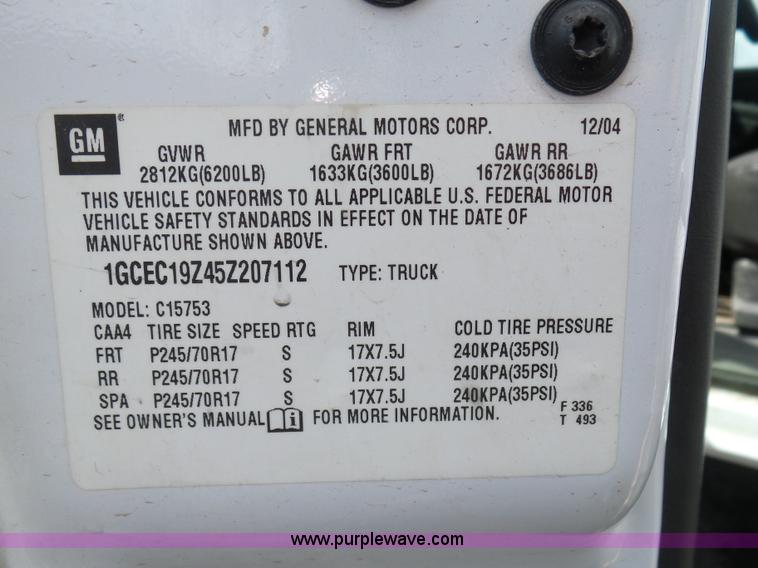 GM ® MFD BY GENERAL MOTORS CORP. 12/04
GVWR GAWR FRT GAWR RR
2812KG(6200LB) 1633KG(3600LB) 1672KG(3686LB)
THIS VEHICLE CONFORMS TO ALL APPLICABLE U.S. FEDERAL MOTOR
VEHICLE SAFETY STANDARDS IN EFFECT ON THE DATE OF
MANUFACTURE SHOWN ABOVE.
1GCEC19Z45Z207112 TYPE: TRUCK
MODEL: C15753
CAA4 TIRE SIZE SPEED RTG RIM COLD TIRE PRESSURE
FRT P245/70R17 S 17X7.5J 240KPA(35PSI)
RR P245/70R17 S 17X7.5J 240KPA(35PSI)
SPA P245/70R17 S 17X7.5J 240KPA(35PSI)
SEE OWNER'S MANUAL i FOR MORE INFORMATION. F 336
T 493
www.purplewave.com